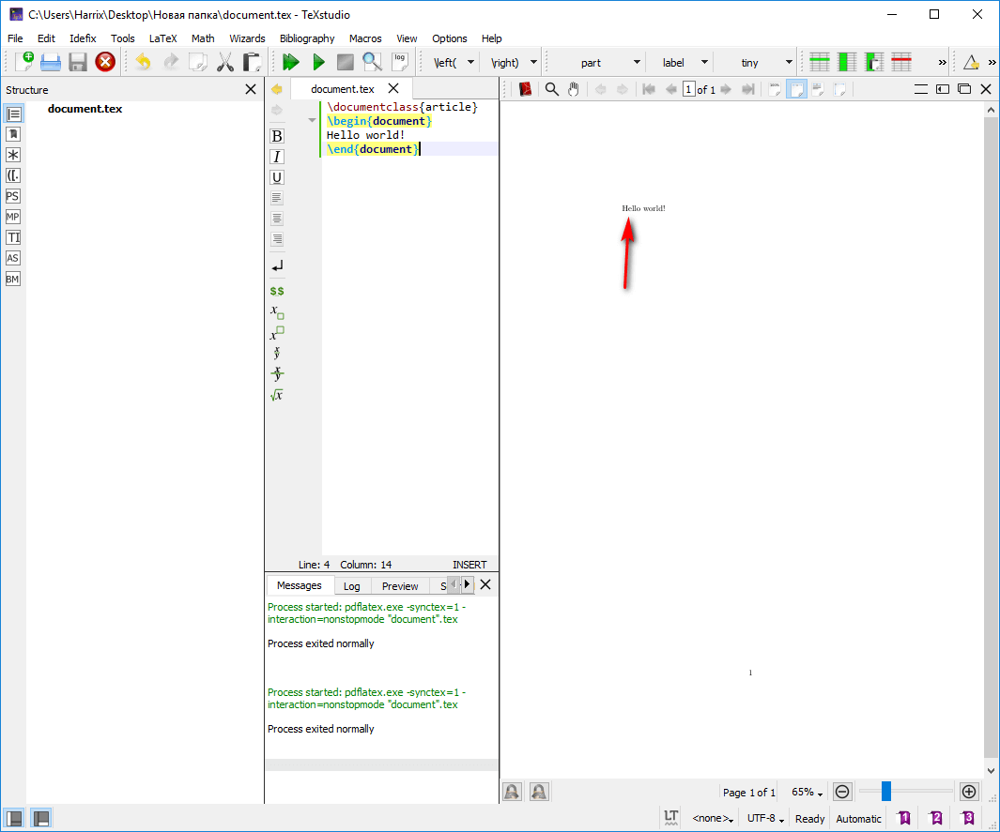 C:\Users\Harrix\Desktop\Новая папка\document.tex - TeXstudio
File Edit Idefix Tools LaTeX Math Wizards Bibliography Macros View Options Help
log \left( \right) part label tiny
Structure
document.tex
PS
MP
TI
AS
BM
document.tex
\documentclass{article}
\begin{document}
Hello world!
\end{document}
B
I
U
$$
x
x
x
y
x
y
√x
Line: 4 Column: 14 INSERT
Messages Log Preview S
Process started: pdflatex.exe -synctex=1 -
interaction=nonstopmode "document".tex
Process exited normally
Process started: pdflatex.exe -synctex=1 -
interaction=nonstopmode "document".tex
Process exited normally
1 of 1
Hello world!
1
Page 1 of 1 65%
LT <none> UTF-8 Ready Automatic 1 2 3